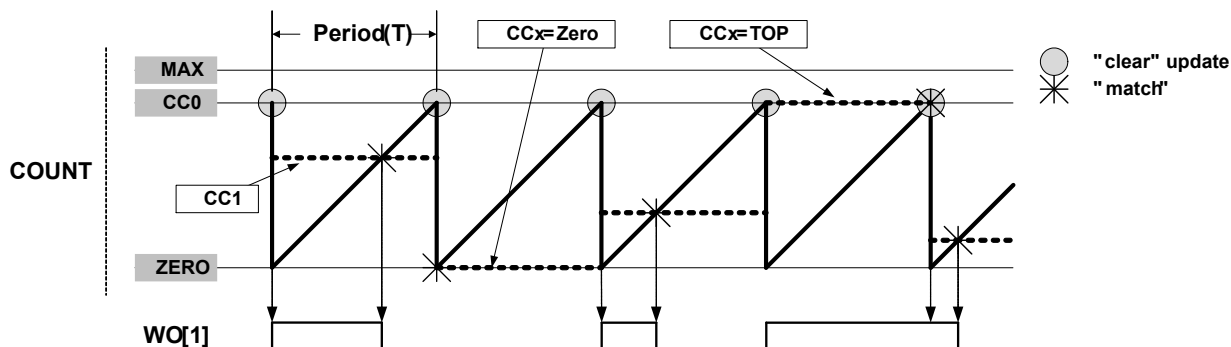 Period(T)
CCx=Zero
CCx=TOP
MAX
"clear" update
CC0
"match"
COUNT
CC1
ZERO
WO[1]